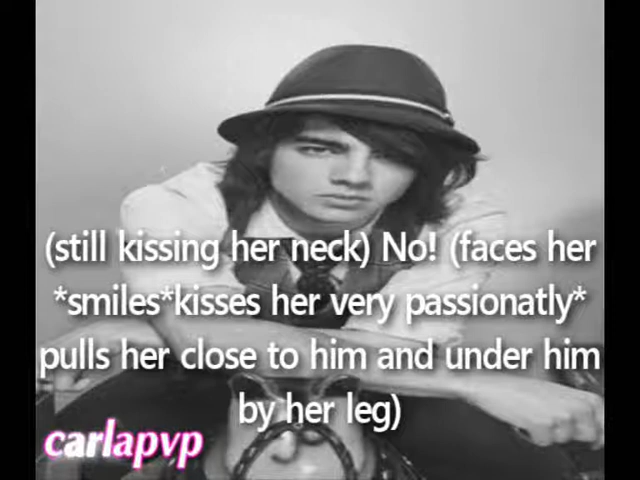 (still kissing her neck) No! (faces her
*smiles*kisses her very passionatly*
pulls her close to him and under him
by her leg)
carlapvp